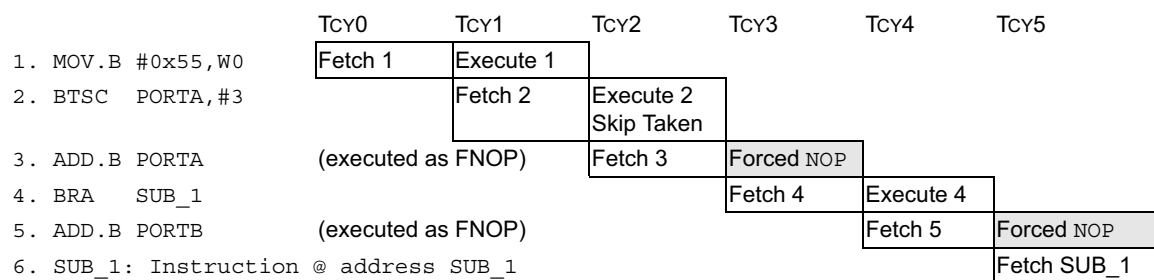 TCY0 TCY1 TCY2 TCY3 TCY4 TCY5
1. MOV.B #0x55,W0 Fetch 1 Execute 1
2. BTSC PORTA,#3 Fetch 2 Execute 2
Skip Taken
3. ADD.B PORTA (executed as FNOP) Fetch 3 Forced NOP
4. BRA SUB_1 Fetch 4 Execute 4
5. ADD.B PORTB (executed as FNOP) Fetch 5 Forced NOP
6. SUB_1: Instruction @ address SUB_1 Fetch SUB_1